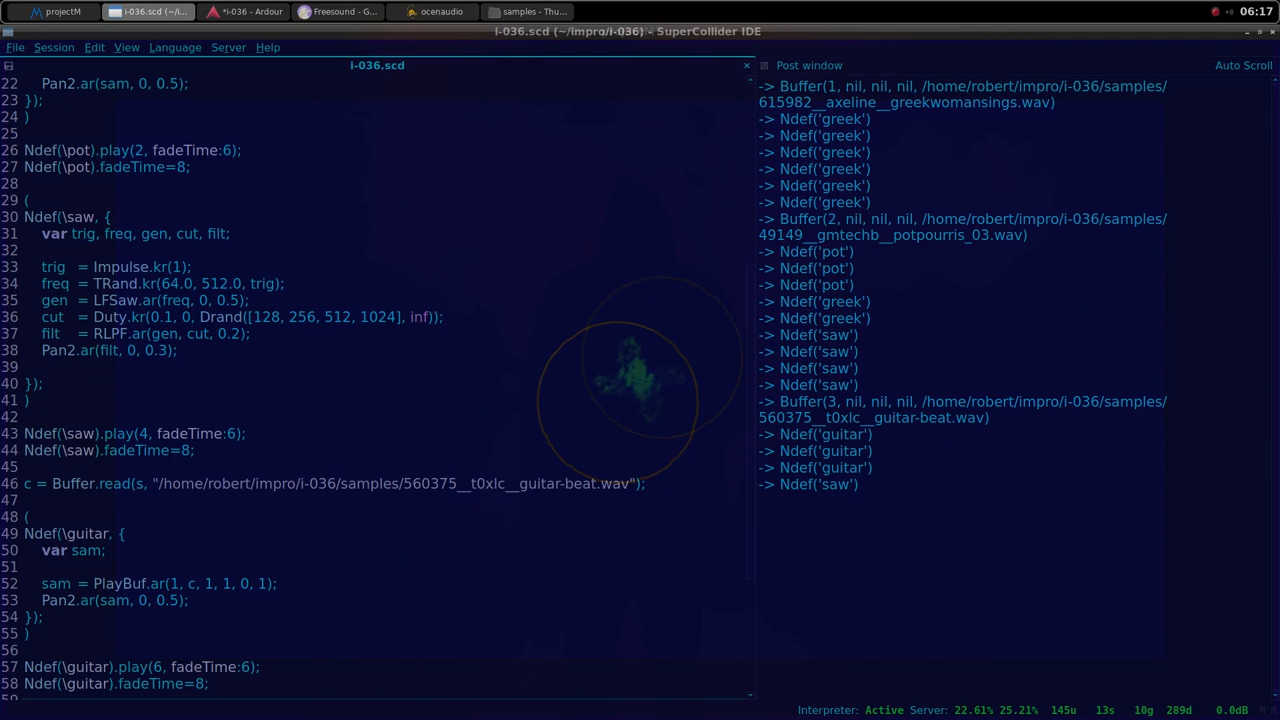 projectM
i-036.scd (~/i...
*i-036 - Ardour
Freesound - G...
ocenaudio
samples - Thu...
06:17
i-036.scd (~/impro/i-036) - SuperCollider IDE
File Session Edit View Language Server Help
i-036.scd
22 Pan2.ar(sam, 0, 0.5);
23 });
24 )
25
26 Ndef(\pot).play(2, fadeTime:6);
27 Ndef(\pot).fadeTime=8;
28
29 (
30 Ndef(\saw, {
31 var trig, freq, gen, cut, filt;
32
33 trig = Impulse.kr(1);
34 freq = TRand.kr(64.0, 512.0, trig);
35 gen = LFSaw.ar(freq, 0, 0.5);
36 cut = Duty.kr(0.1, 0, Drand([128, 256, 512, 1024], inf));
37 filt = RLPF.ar(gen, cut, 0.2);
38 Pan2.ar(filt, 0, 0.3);
39
40 });
41 )
42
43 Ndef(\saw).play(4, fadeTime:6);
44 Ndef(\saw).fadeTime=8;
45
46 c = Buffer.read(s, "/home/robert/impro/i-036/samples/560375__t0xlc__guitar-beat.wav");
47
48 (
49 Ndef(\guitar, {
50 var sam;
51
52 sam = PlayBuf.ar(1, c, 1, 1, 0, 1);
53 Pan2.ar(sam, 0, 0.5);
54 });
55 )
56
57 Ndef(\guitar).play(6, fadeTime:6);
58 Ndef(\guitar).fadeTime=8;
59
Post window Auto Scroll
-> Buffer(1, nil, nil, nil, /home/robert/impro/i-036/samples/
615982__axeline__greekwomansings.wav)
-> Ndef('greek')
-> Ndef('greek')
-> Ndef('greek')
-> Ndef('greek')
-> Ndef('greek')
-> Ndef('greek')
-> Buffer(2, nil, nil, nil, /home/robert/impro/i-036/samples/
49149__gmtechb__potpourris_03.wav)
-> Ndef('pot')
-> Ndef('pot')
-> Ndef('pot')
-> Ndef('greek')
-> Ndef('greek')
-> Ndef('saw')
-> Ndef('saw')
-> Ndef('saw')
-> Ndef('saw')
-> Buffer(3, nil, nil, nil, /home/robert/impro/i-036/samples/
560375__t0xlc__guitar-beat.wav)
-> Ndef('guitar')
-> Ndef('guitar')
-> Ndef('guitar')
-> Ndef('saw')
Interpreter: Active Server: 22.61% 25.21% 145u 13s 10g 289d 0.0dB